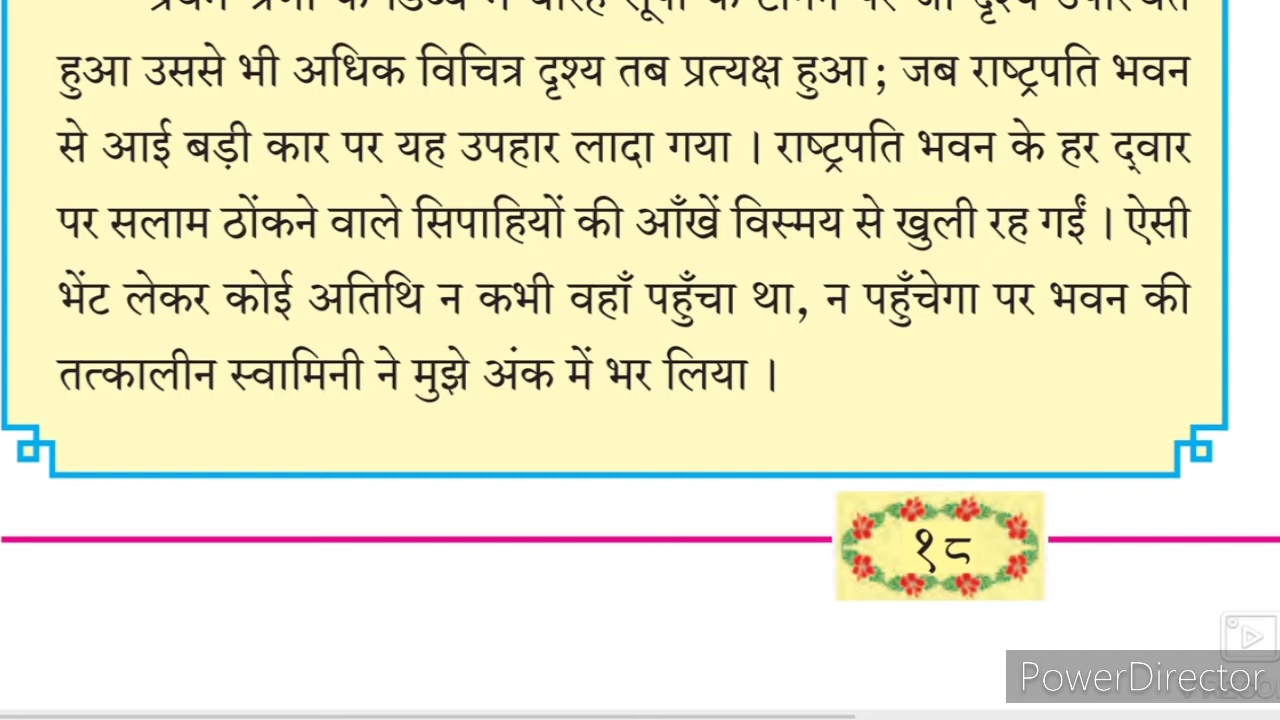 हुआ उससे भी अधिक विचित्र दृश्य तब प्रत्यक्ष हुआ; जब राष्ट्रपति भवन
से आई बड़ी कार पर यह उपहार लादा गया । राष्ट्रपति भवन के हर द्‌वार
पर सलाम ठोंकने वाले सिपाहियों की आँखें विस्मय से खुली रह गईं । ऐसी
भेंट लेकर कोई अतिथि न कभी वहाँ पहुँचा था, न पहुँचेगा पर भवन की
तत्कालीन स्वामिनी ने मुझे अंक में भर लिया ।
१८
PowerDirector